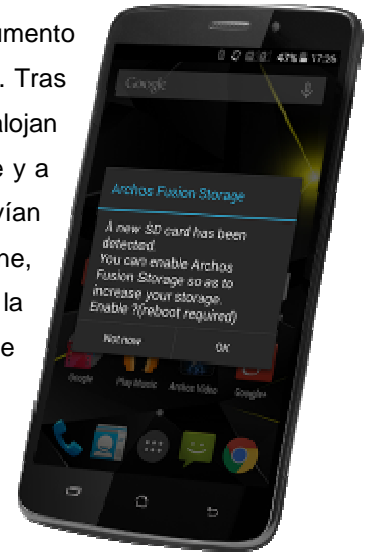 umento
. Tras
alojan
e y a
vían
ne,
la
e
47% 17:26
Google
Archos Fusion Storage
A new SD card has been
detected.
You can enable Archos
Fusion Storage so as to
increase your storage.
Enable ?(reboot required)
Not now OK
Google Play Music Archos Video Google+